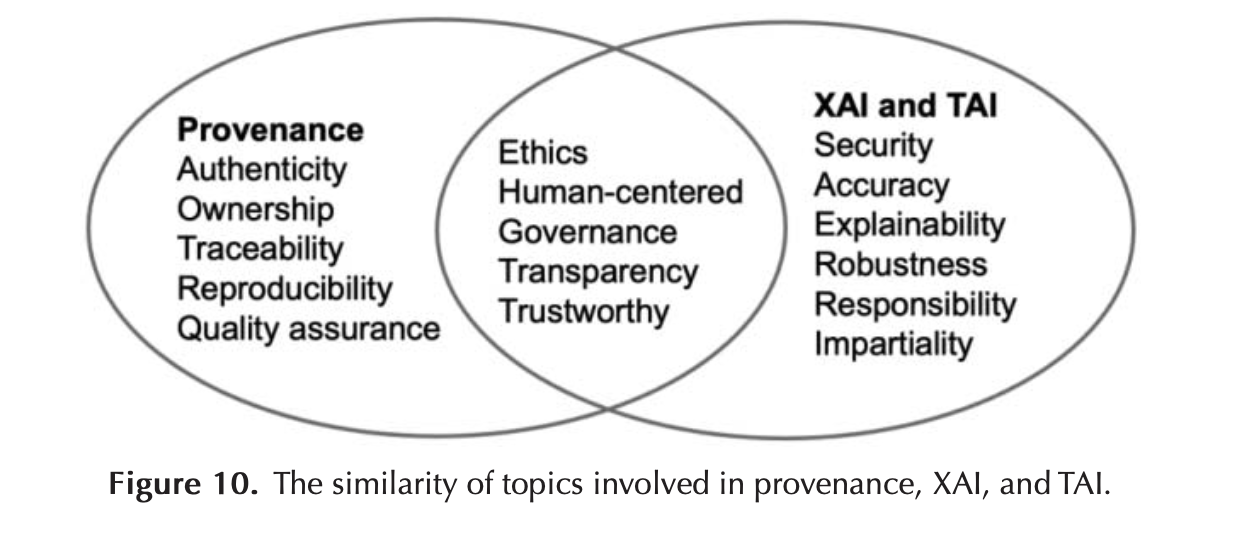 Provenance
Authenticity
Ownership
Traceability
Reproducibility
Quality assurance
Ethics
Human-centered
Governance
Transparency
Trustworthy
XAI and TAI
Security
Accuracy
Explainability
Robustness
Responsibility
Impartiality
Figure 10. The similarity of topics involved in provenance, XAI, and TAI.